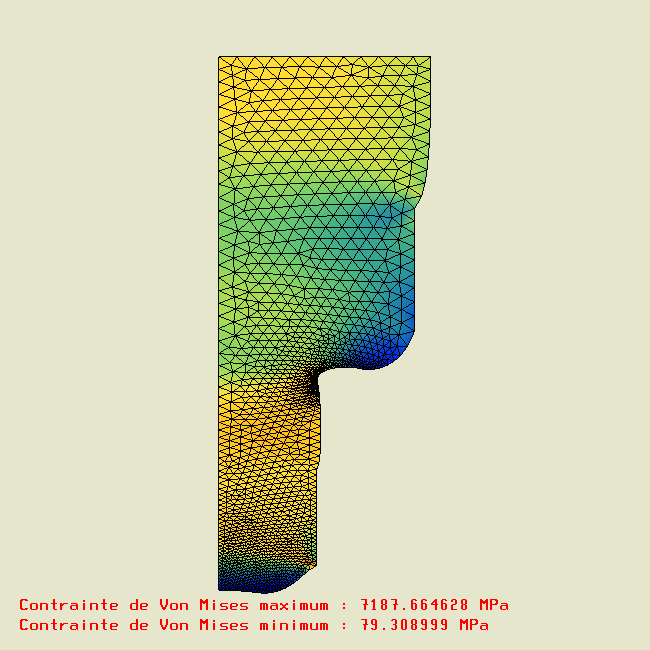 Contrainte de Von Mises maximum : 7187.664628 MPa
Contrainte de Von Mises minimum : 79.308999 MPa